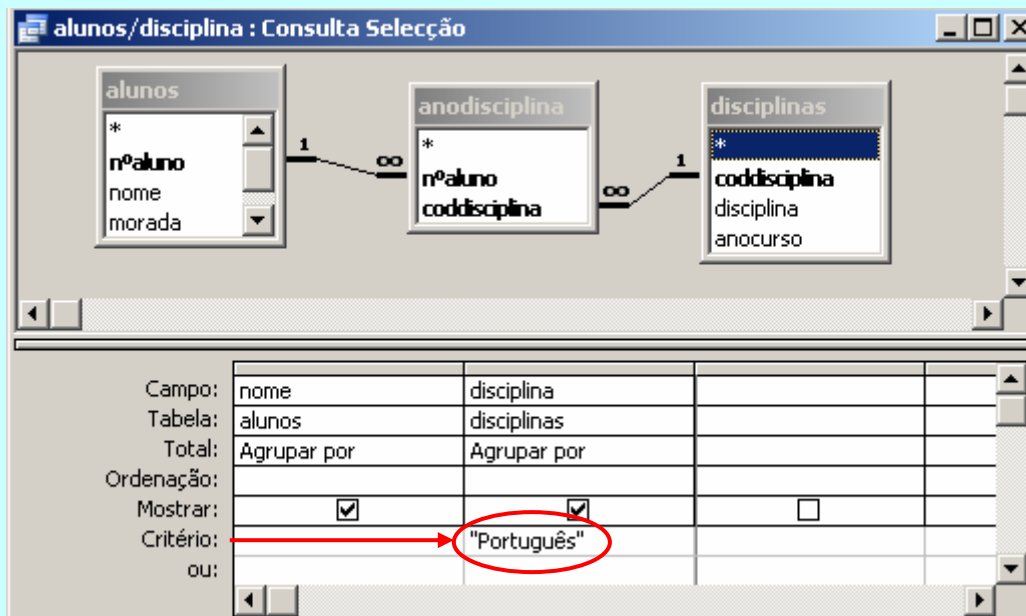 alunos/disciplina : Consulta Selecção
alunos
*
nºaluno
nome
morada
1
∞
anodisciplina
*
nºaluno
coddisciplina
∞
1
disciplinas
*
coddisciplina
disciplina
anocurso
Campo: nome disciplina
Tabela: alunos disciplinas
Total: Agrupar por Agrupar por
Ordenação:
Mostrar:
Critério: "Português"
ou: